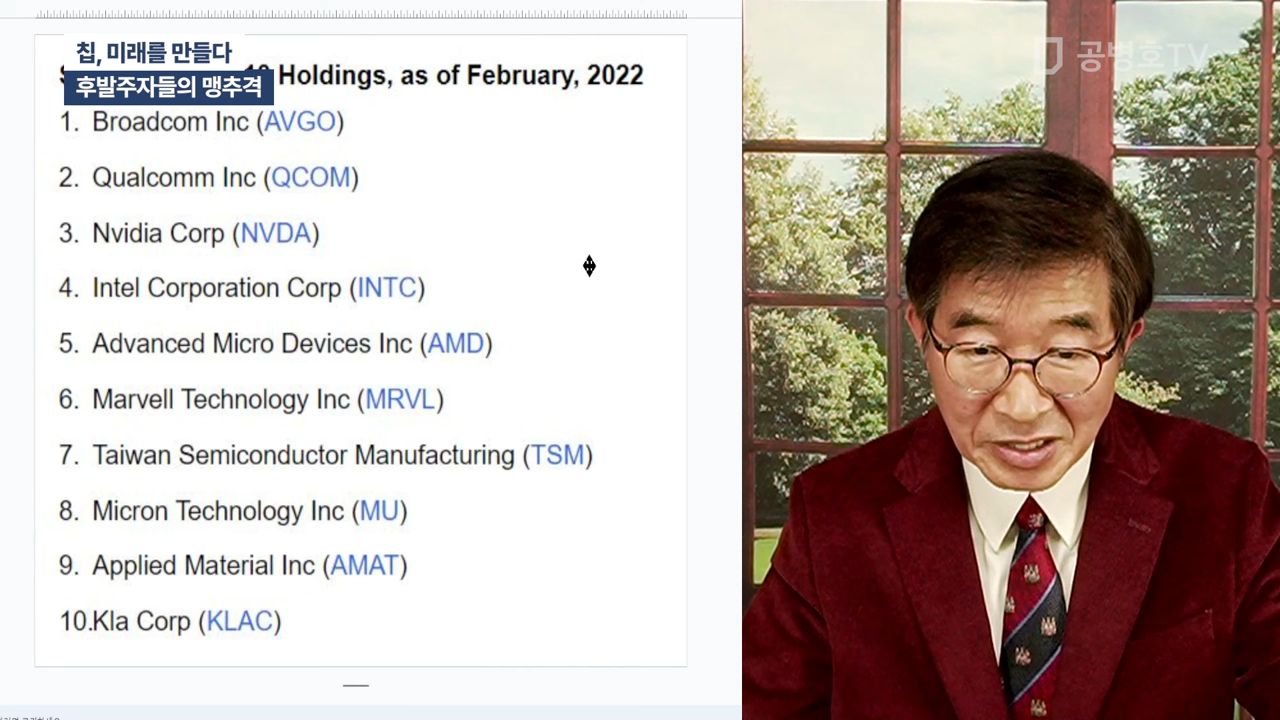 칩, 미래를 만들다
후발주자들의 맹추격
Holdings, as of February, 2022
공병호TV
1. Broadcom Inc (AVGO)
2. Qualcomm Inc (QCOM)
3. Nvidia Corp (NVDA)
4. Intel Corporation Corp (INTC)
5. Advanced Micro Devices Inc (AMD)
6. Marvell Technology Inc (MRVL)
7. Taiwan Semiconductor Manufacturing (TSM)
8. Micron Technology Inc (MU)
9. Applied Material Inc (AMAT)
10.Kla Corp (KLAC)